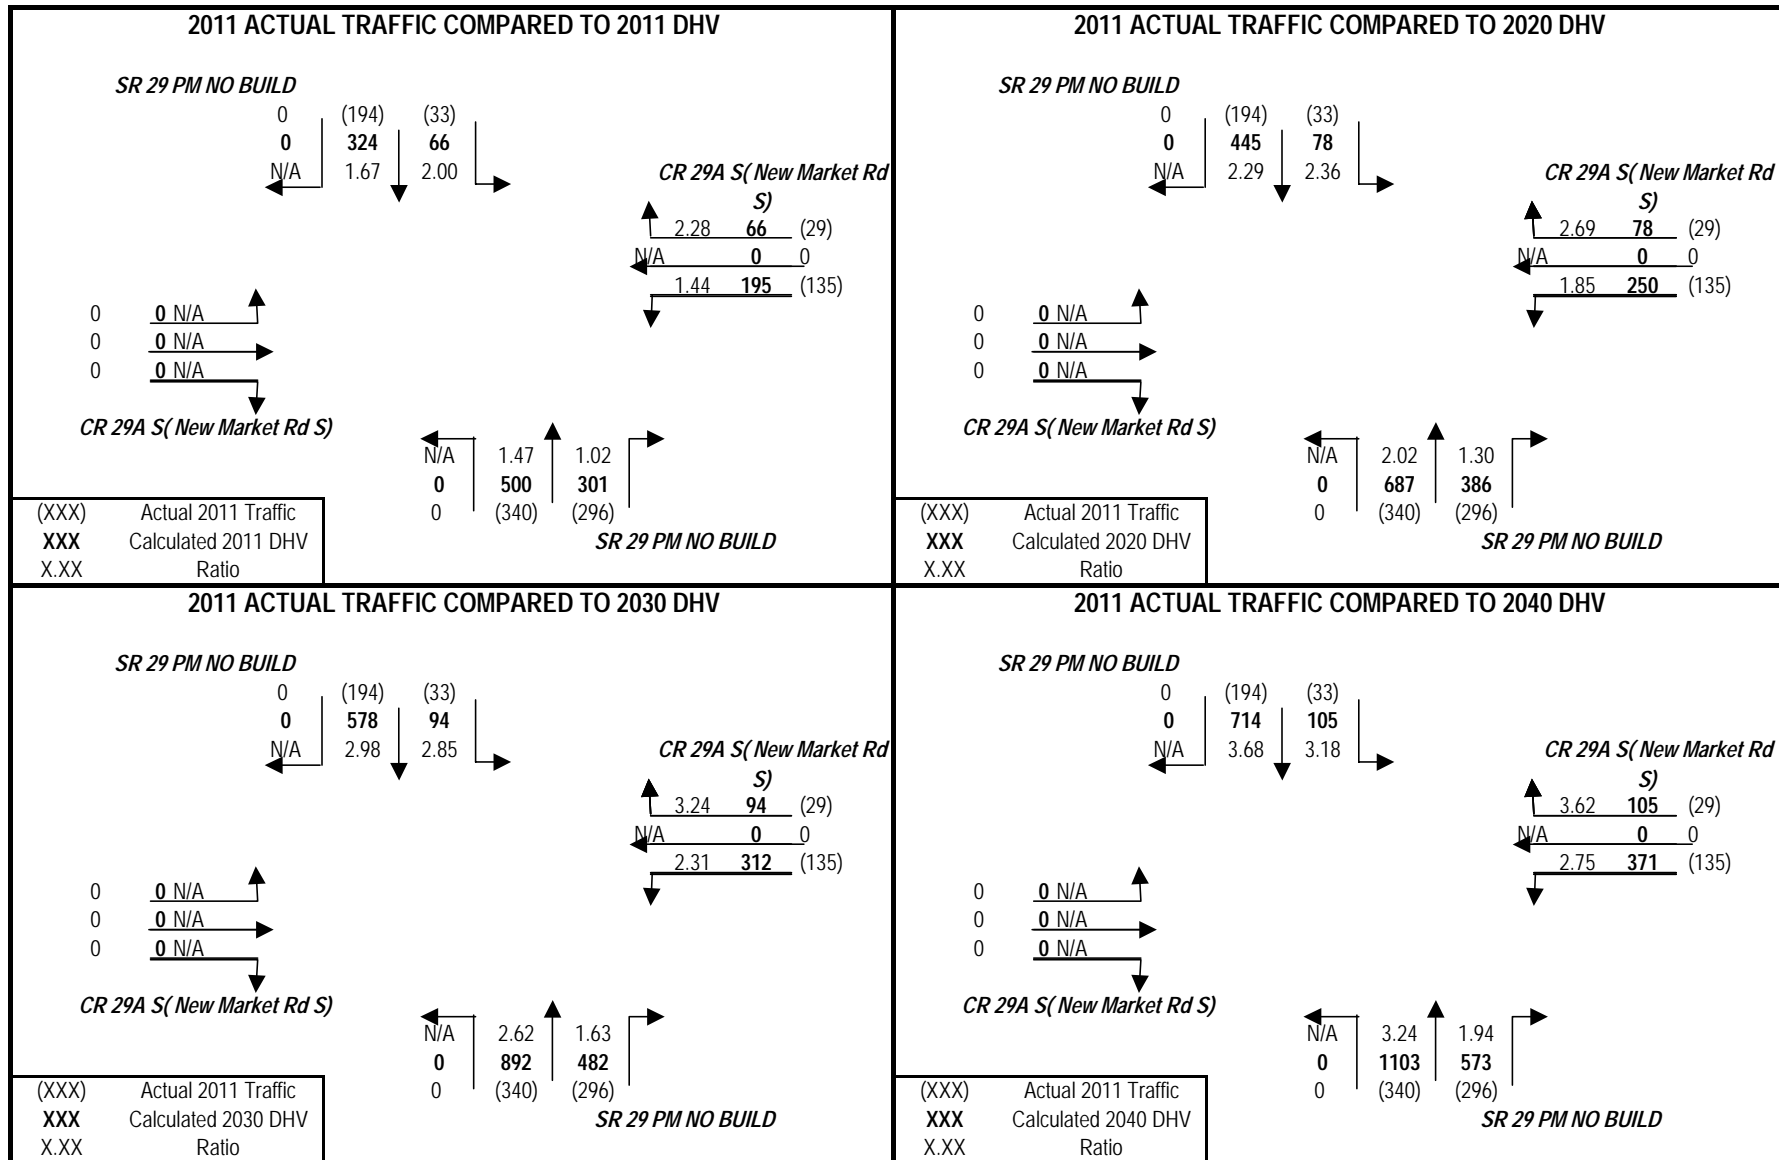 2011 ACTUAL TRAFFIC COMPARED TO 2011 DHV
SR 29 PM NO BUILD
0 (194) (33)
0 324 66
N/A 1.67 2.00
CR 29A S( New Market Rd
S)
2.28 66 (29)
N/A 0 0
1.44 195 (135)
0 0 N/A
0 0 N/A
0 0 N/A
CR 29A S( New Market Rd S)
N/A 1.47 1.02
0 500 301
0 (340) (296)
SR 29 PM NO BUILD
(XXX) Actual 2011 Traffic
XXX Calculated 2011 DHV
X.XX Ratio
2011 ACTUAL TRAFFIC COMPARED TO 2020 DHV
SR 29 PM NO BUILD
0 (194) (33)
0 445 78
N/A 2.29 2.36
CR 29A S( New Market Rd
S)
2.69 78 (29)
N/A 0 0
1.85 250 (135)
0 0 N/A
0 0 N/A
0 0 N/A
CR 29A S( New Market Rd S)
N/A 2.02 1.30
0 687 386
0 (340) (296)
SR 29 PM NO BUILD
(XXX) Actual 2011 Traffic
XXX Calculated 2020 DHV
X.XX Ratio
2011 ACTUAL TRAFFIC COMPARED TO 2030 DHV
SR 29 PM NO BUILD
0 (194) (33)
0 578 94
N/A 2.98 2.85
CR 29A S( New Market Rd
S)
3.24 94 (29)
N/A 0 0
2.31 312 (135)
0 0 N/A
0 0 N/A
0 0 N/A
CR 29A S( New Market Rd S)
N/A 2.62 1.63
0 892 482
0 (340) (296)
SR 29 PM NO BUILD
(XXX) Actual 2011 Traffic
XXX Calculated 2030 DHV
X.XX Ratio
2011 ACTUAL TRAFFIC COMPARED TO 2040 DHV
SR 29 PM NO BUILD
0 (194) (33)
0 714 105
N/A 3.68 3.18
CR 29A S( New Market Rd
S)
3.62 105 (29)
N/A 0 0
2.75 371 (135)
0 0 N/A
0 0 N/A
0 0 N/A
CR 29A S( New Market Rd S)
N/A 3.24 1.94
0 1103 573
0 (340) (296)
SR 29 PM NO BUILD
(XXX) Actual 2011 Traffic
XXX Calculated 2040 DHV
X.XX Ratio